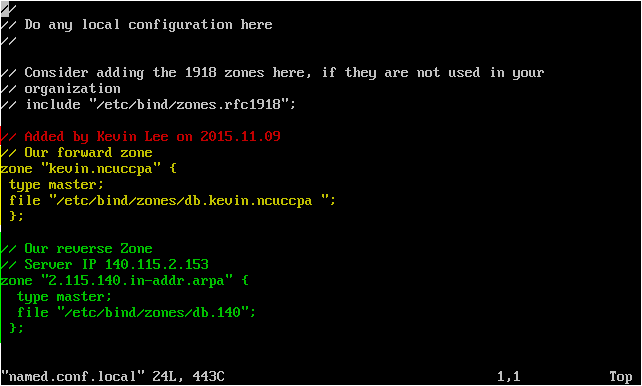 //
// Do any local configuration here
//
// Consider adding the 1918 zones here, if they are not used in your
// organization
// include "/etc/bind/zones.rfc1918";
// Added by Kevin Lee on 2015.11.09
// Our forward zone
zone "kevin.ncuccpa" {
 type master;
 file "/etc/bind/zones/db.kevin.ncuccpa ";
 };
// Our reverse Zone
// Server IP 140.115.2.153
zone "2.115.140.in-addr.arpa" {
  type master;
  file "/etc/bind/zones/db.140";
 };
"named.conf.local" 24L, 443C 1,1 Top